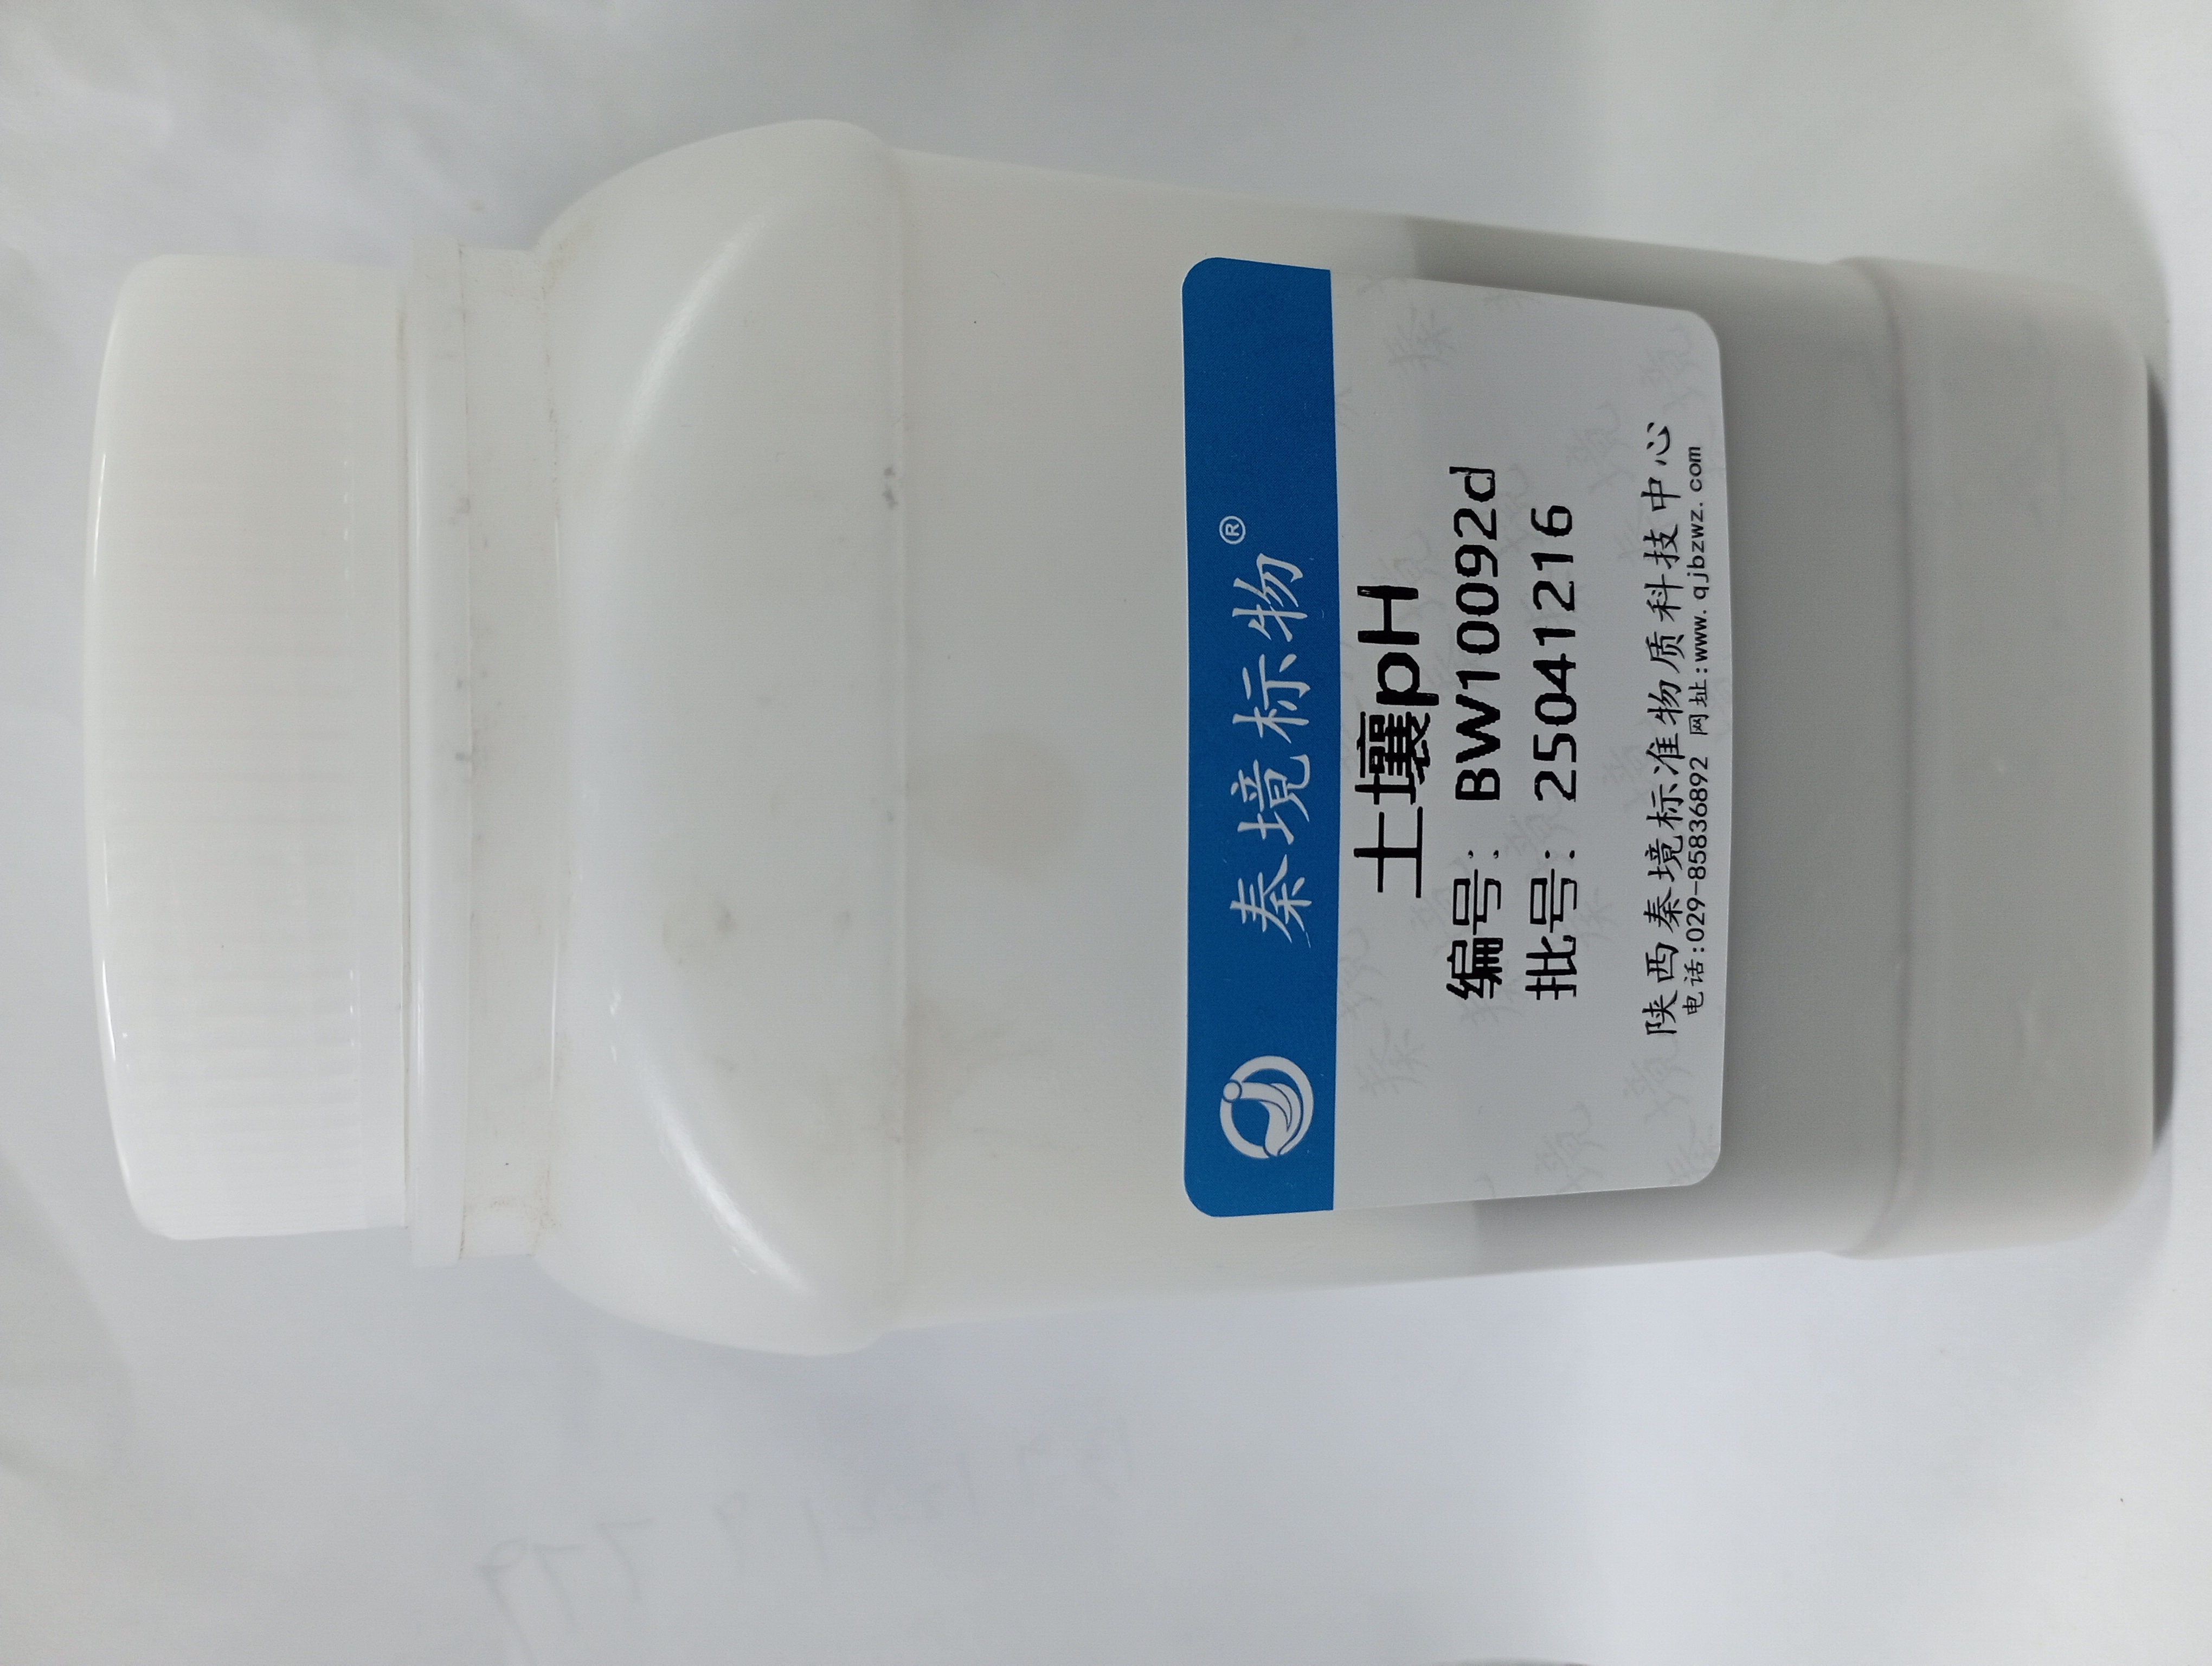 秦境标物®
土壤pH
编号：BW10092d
批号：25041216
陕西秦境标准物质科技中心
电话:029-85836892 网址:www.qjbzwz.com